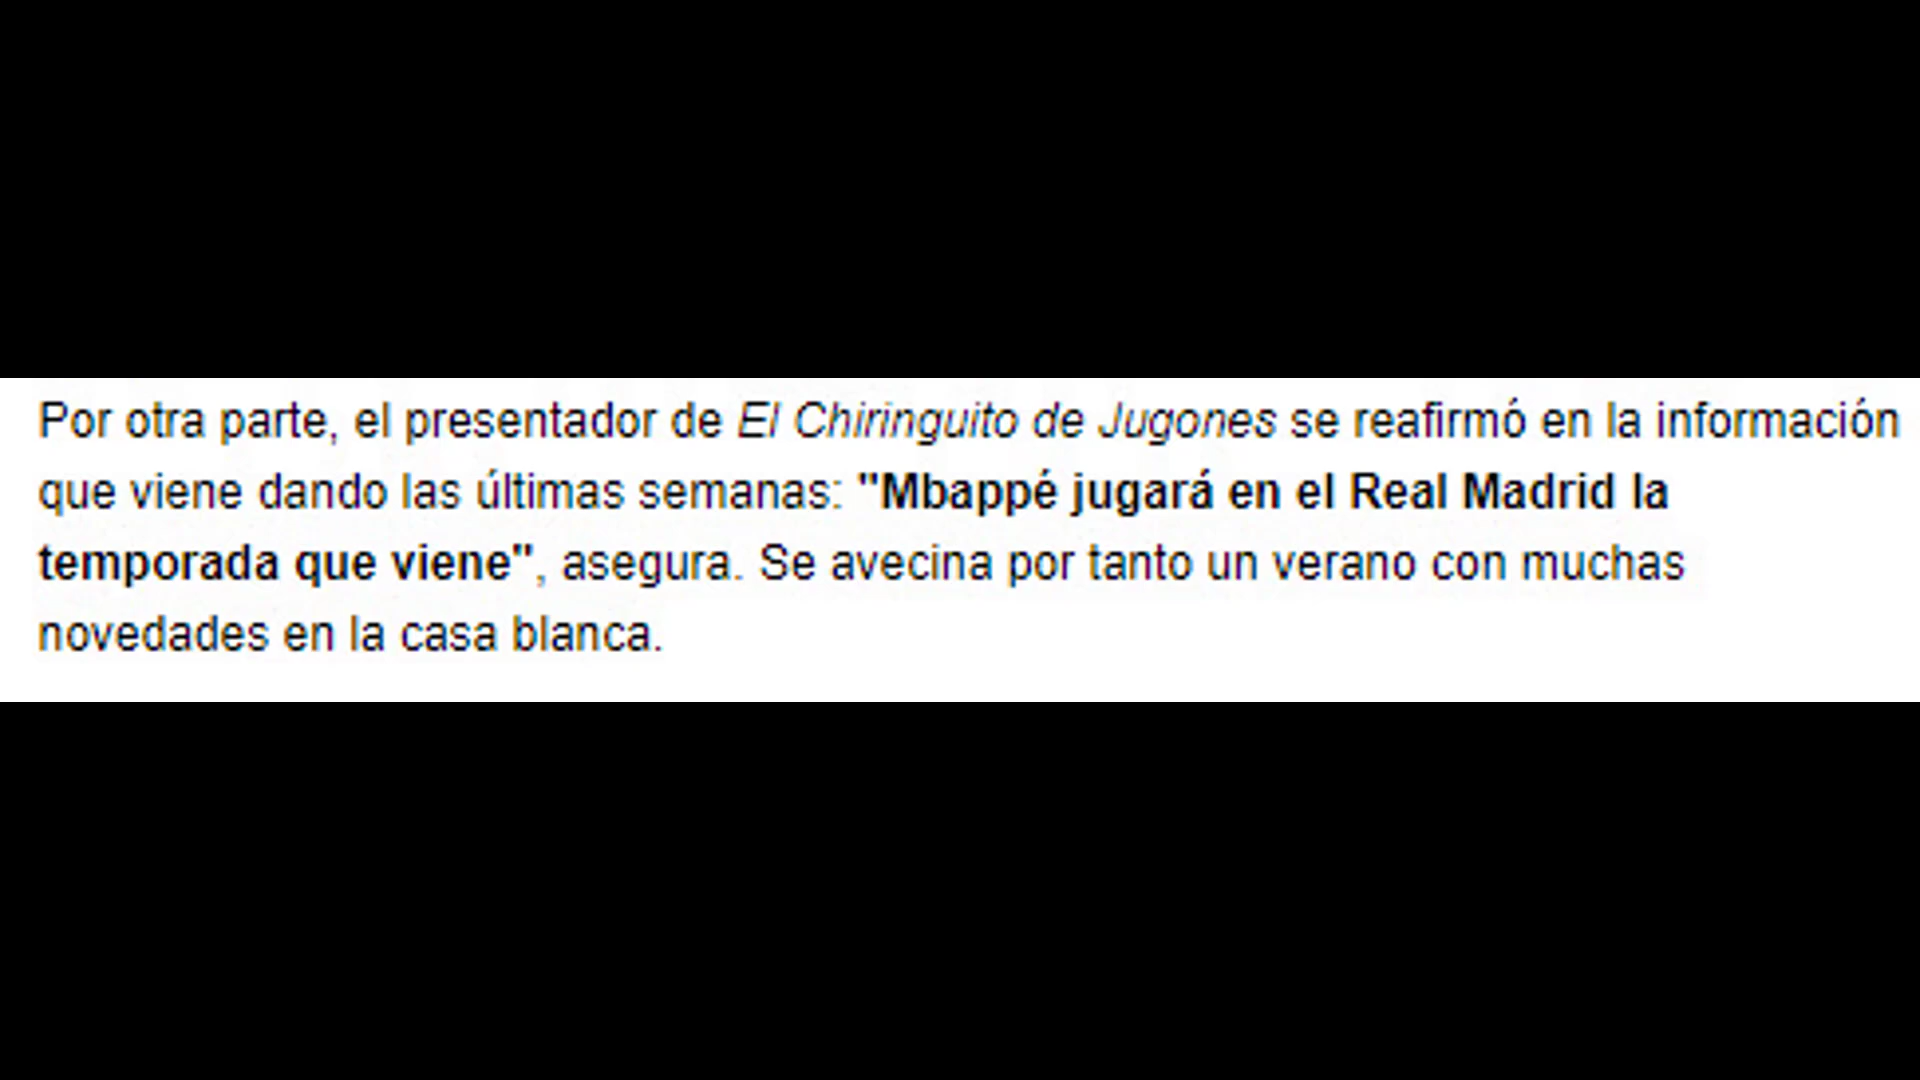 Por otra parte, el presentador de El Chiringuito de Jugones se reafirmó en la información
que viene dando las últimas semanas: "Mbappé jugará en el Real Madrid la
temporada que viene", asegura. Se avecina por tanto un verano con muchas
novedades en la casa blanca.